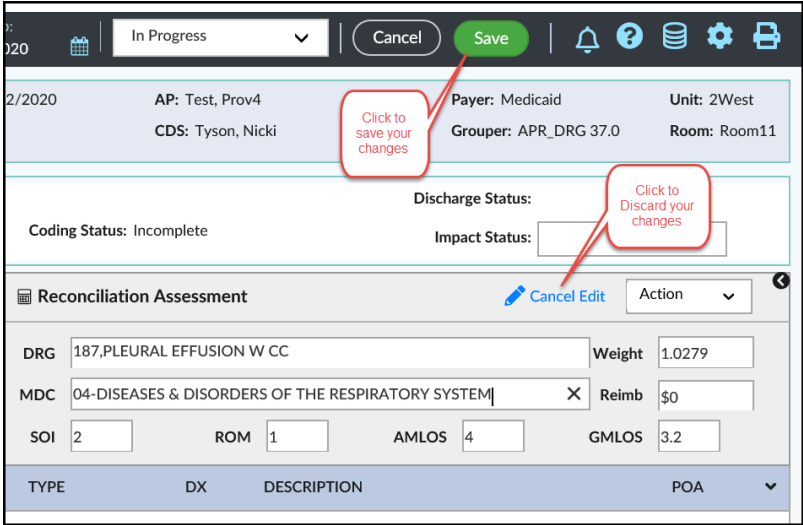 o:
020
In Progress
Cancel
Save
2/2020
AP: Test, Prov4
Payer: Medicaid
Unit: 2West
CDS: Tyson, Nicki
Grouper: APR_DRG 37.0
Room: Room11
Click to
save your
changes
Discharge Status:
Coding Status: Incomplete
Impact Status:
Click to
Discard your
changes
Reconciliation Assessment
Cancel Edit
Action
DRG 187,PLEURAL EFFUSION W CC
Weight 1.0279
MDC 04-DISEASES & DISORDERS OF THE RESPIRATORY SYSTEM
Reimb $0
SOI 2
ROM 1
AMLOS 4
GMLOS 3.2
TYPE
DX
DESCRIPTION
POA